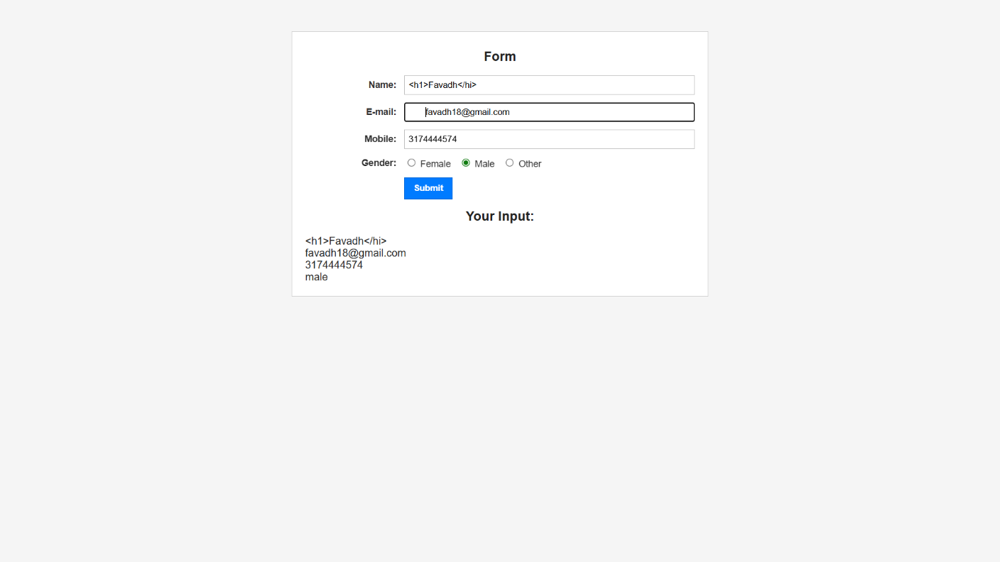 Form
Name: <h1>Favadh</hi>
E-mail: favadh18@gmail.com
Mobile: 3174444574
Gender: Female Male Other
Submit
Your Input:
<h1>Favadh</hi>
favadh18@gmail.com
3174444574
male